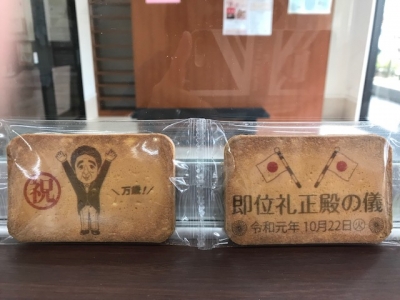 祝
万歳!!
即位礼正殿の儀
令和元年 10月22日㊋